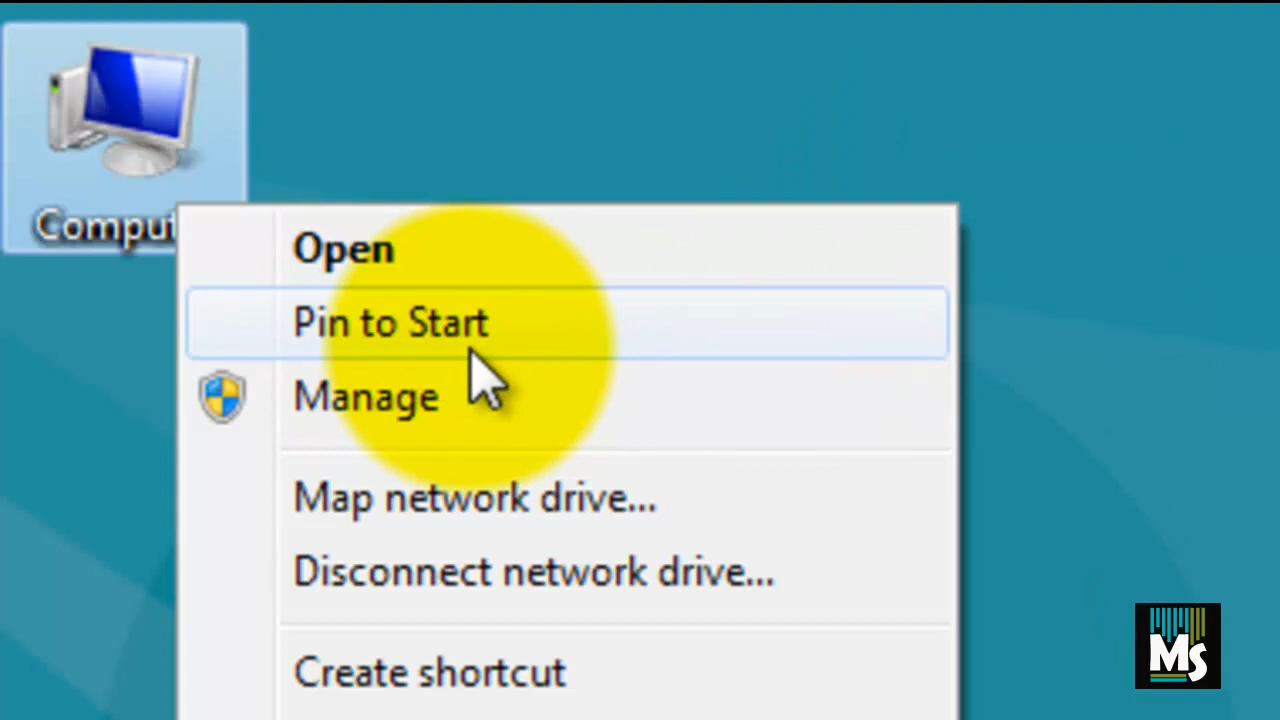 Comput
Open
Pin to Start
Manage
Map network drive...
Disconnect network drive...
Create shortcut
MS